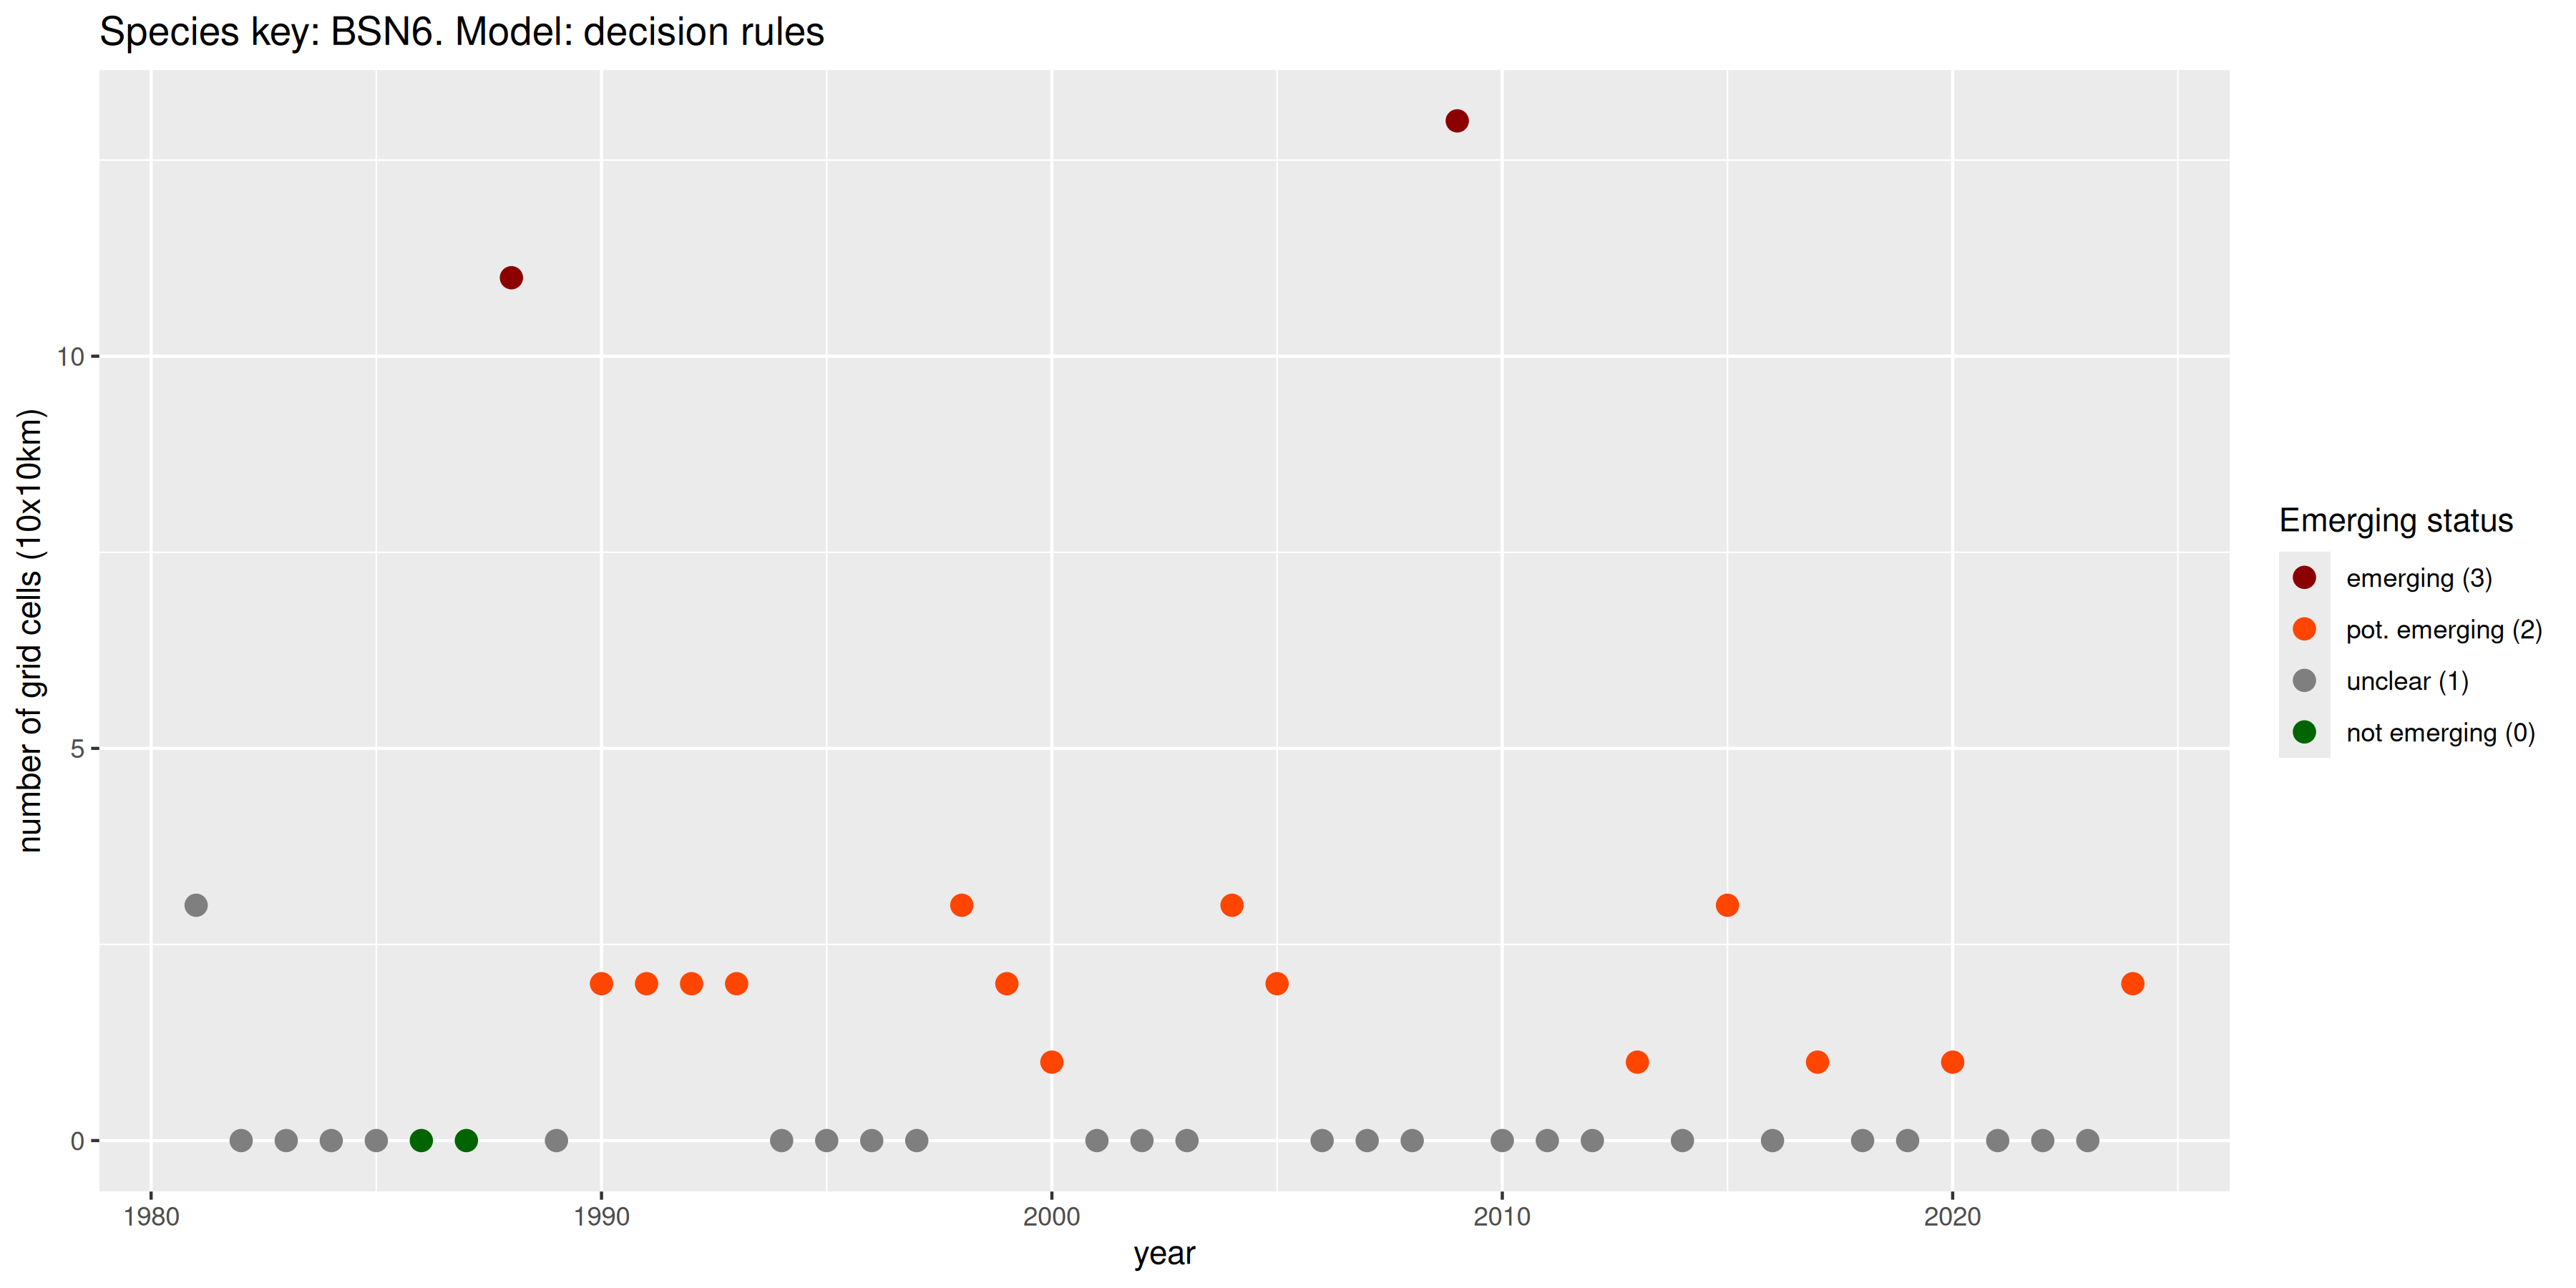 Species key: BSN6. Model: decision rules
number of grid cells (10x10km)
10
5
0
1980
1990
2000
2010
2020
year
Emerging status
emerging (3)
pot. emerging (2)
unclear (1)
not emerging (0)